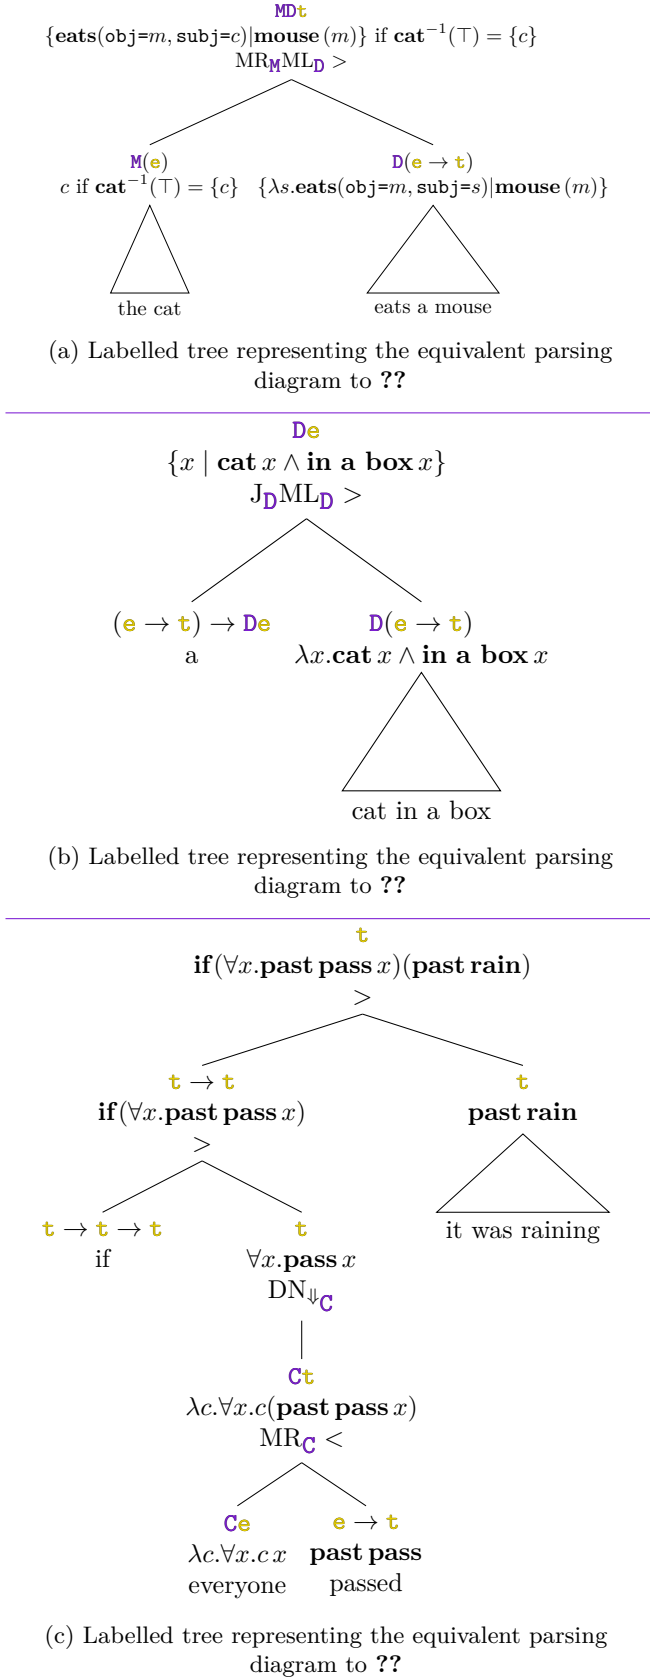 MDt
{eats(obj=m, subj=c)|mouse (m)} if cat⁻¹(⊤) = {c}
MR_M ML_D >
M(e) D(e → t)
c if cat⁻¹(⊤) = {c} {λs.eats(obj=m, subj=s)|mouse (m)}
the cat eats a mouse
(a) Labelled tree representing the equivalent parsing
diagram to ??
De
{x | cat x ∧ in a box x}
J_D ML_D >
(e → t) → De D(e → t)
a λx.cat x ∧ in a box x
cat in a box
(b) Labelled tree representing the equivalent parsing
diagram to ??
t
if(∀x.past pass x)(past rain)
>
t → t t
if(∀x.past pass x) past rain
>
t → t → t t it was raining
if ∀x.pass x
DN_⇓C
Ct
λc.∀x.c(past pass x)
MR_C <
Ce e → t
λc.∀x.c x past pass
everyone passed
(c) Labelled tree representing the equivalent parsing
diagram to ??